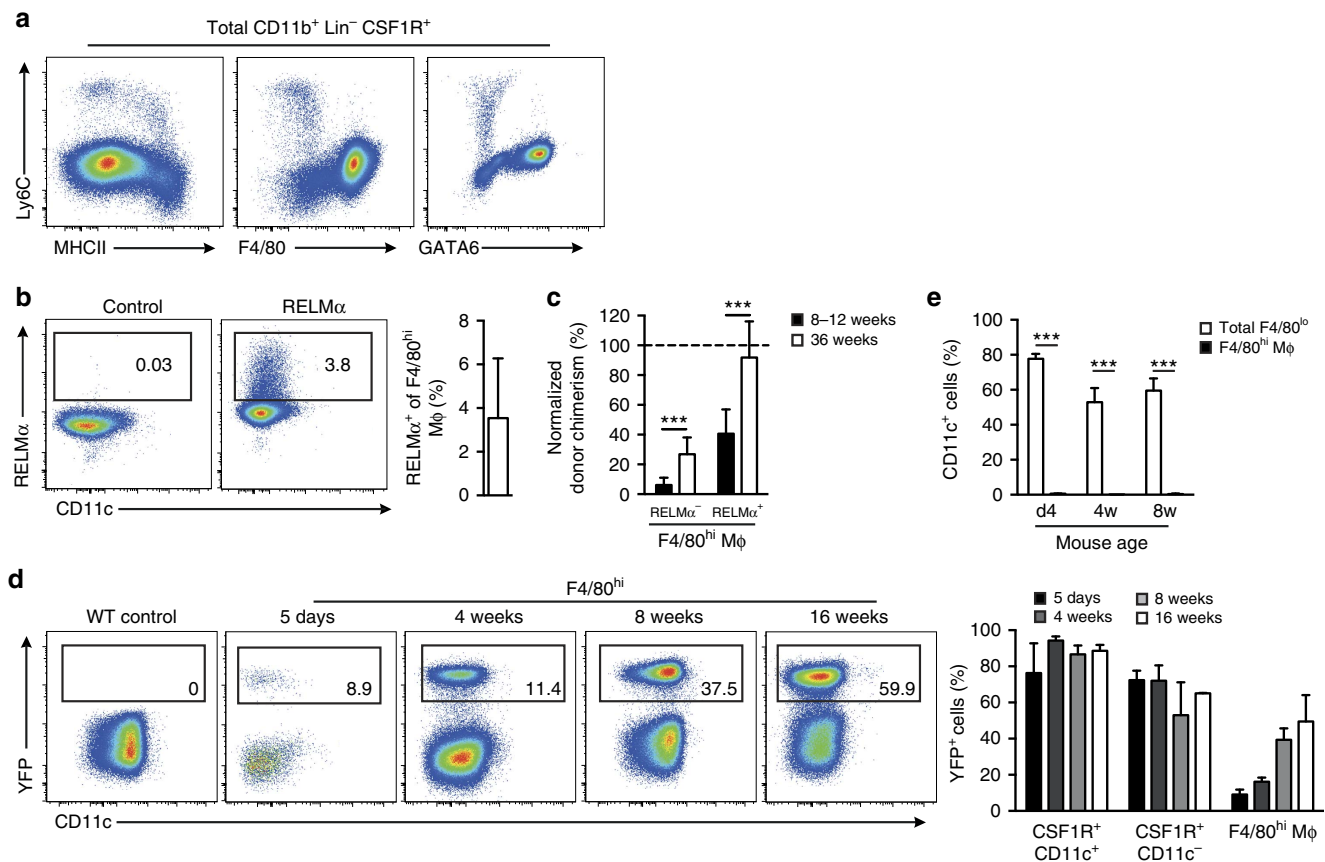 a
Total CD11b+ Lin− CSF1R+
Ly6C
MHCII
F4/80
GATA6
b
Control
RELMα
0.03
3.8
RELMα
CD11c
RELMα+ of F4/80hi
Mϕ (%)
8
6
4
2
0
c
Normalized
donor chimerism (%)
120
100
80
60
40
20
0
***
***
8–12 weeks
36 weeks
RELMα−
RELMα+
F4/80hi Mϕ
e
CD11c+ cells (%)
100
80
60
40
20
0
***
***
***
Total F4/80lo
F4/80hi Mϕ
d4
4w
8w
Mouse age
d
F4/80hi
WT control
5 days
4 weeks
8 weeks
16 weeks
0
8.9
11.4
37.5
59.9
YFP
CD11c
5 days
8 weeks
4 weeks
16 weeks
YFP+ cells (%)
100
80
60
40
20
0
CSF1R+
CD11c+
CSF1R+
CD11c−
F4/80hi Mϕ